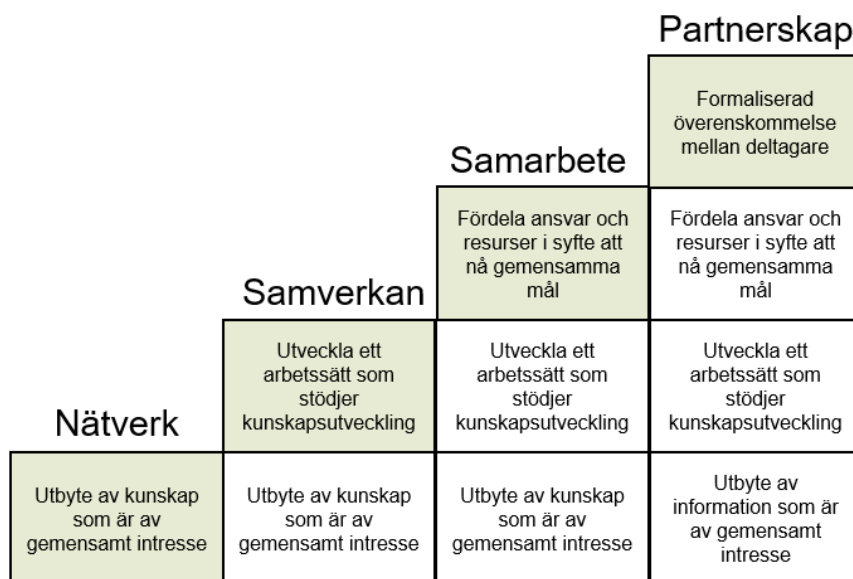 Partnerskap
Formaliserad
överenskommelse
mellan deltagare
Samarbete
Fördela ansvar och
resurser i syfte att
nå gemensamma
mål
Fördela ansvar och
resurser i syfte att
nå gemensamma
mål
Samverkan
Utveckla ett
arbetssätt som
stödjer
kunskapsutveckling
Utveckla ett
arbetssätt som
stödjer
kunskapsutveckling
Utveckla ett
arbetssätt som
stödjer
kunskapsutveckling
Nätverk
Utbyte av kunskap
som är av
gemensamt intresse
Utbyte av kunskap
som är av
gemensamt intresse
Utbyte av kunskap
som är av
gemensamt intresse
Utbyte av
information som är
av gemensamt
intresse